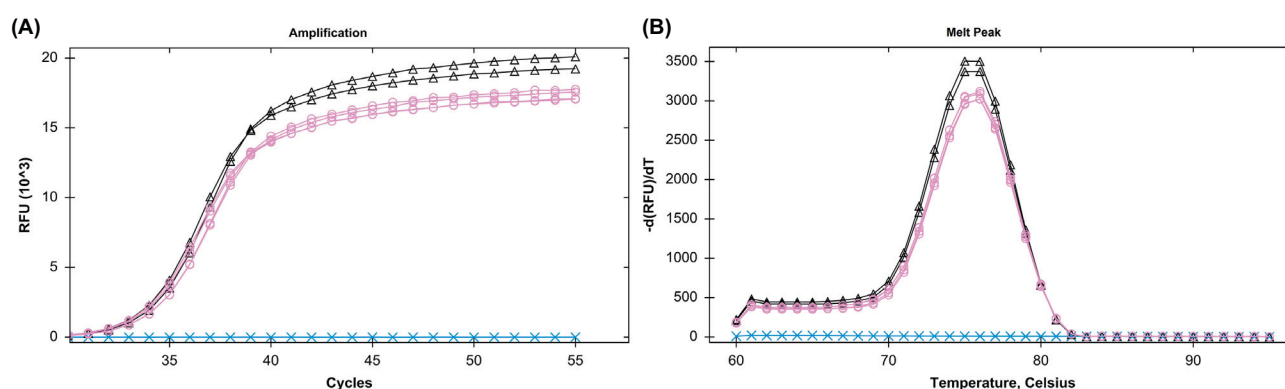 (A)
Amplification
20
15
10
5
0
RFU (10^3)
35
40
45
50
55
Cycles
(B)
Melt Peak
3500
3000
2500
2000
1500
1000
500
0
-d(RFU)/dT
60
70
80
90
Temperature, Celsius